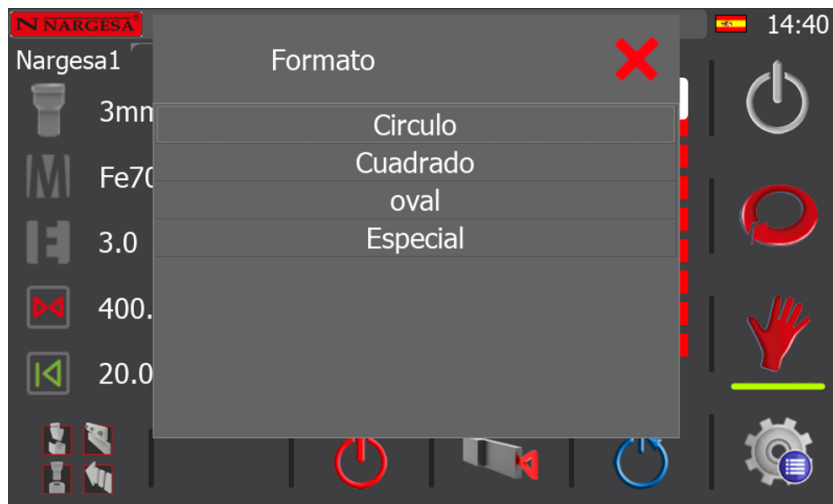 N NARGESA®
14:40
Nargesa1
Formato
Circulo
Cuadrado
oval
Especial
3mm
Fe70
3.0
400.
20.0